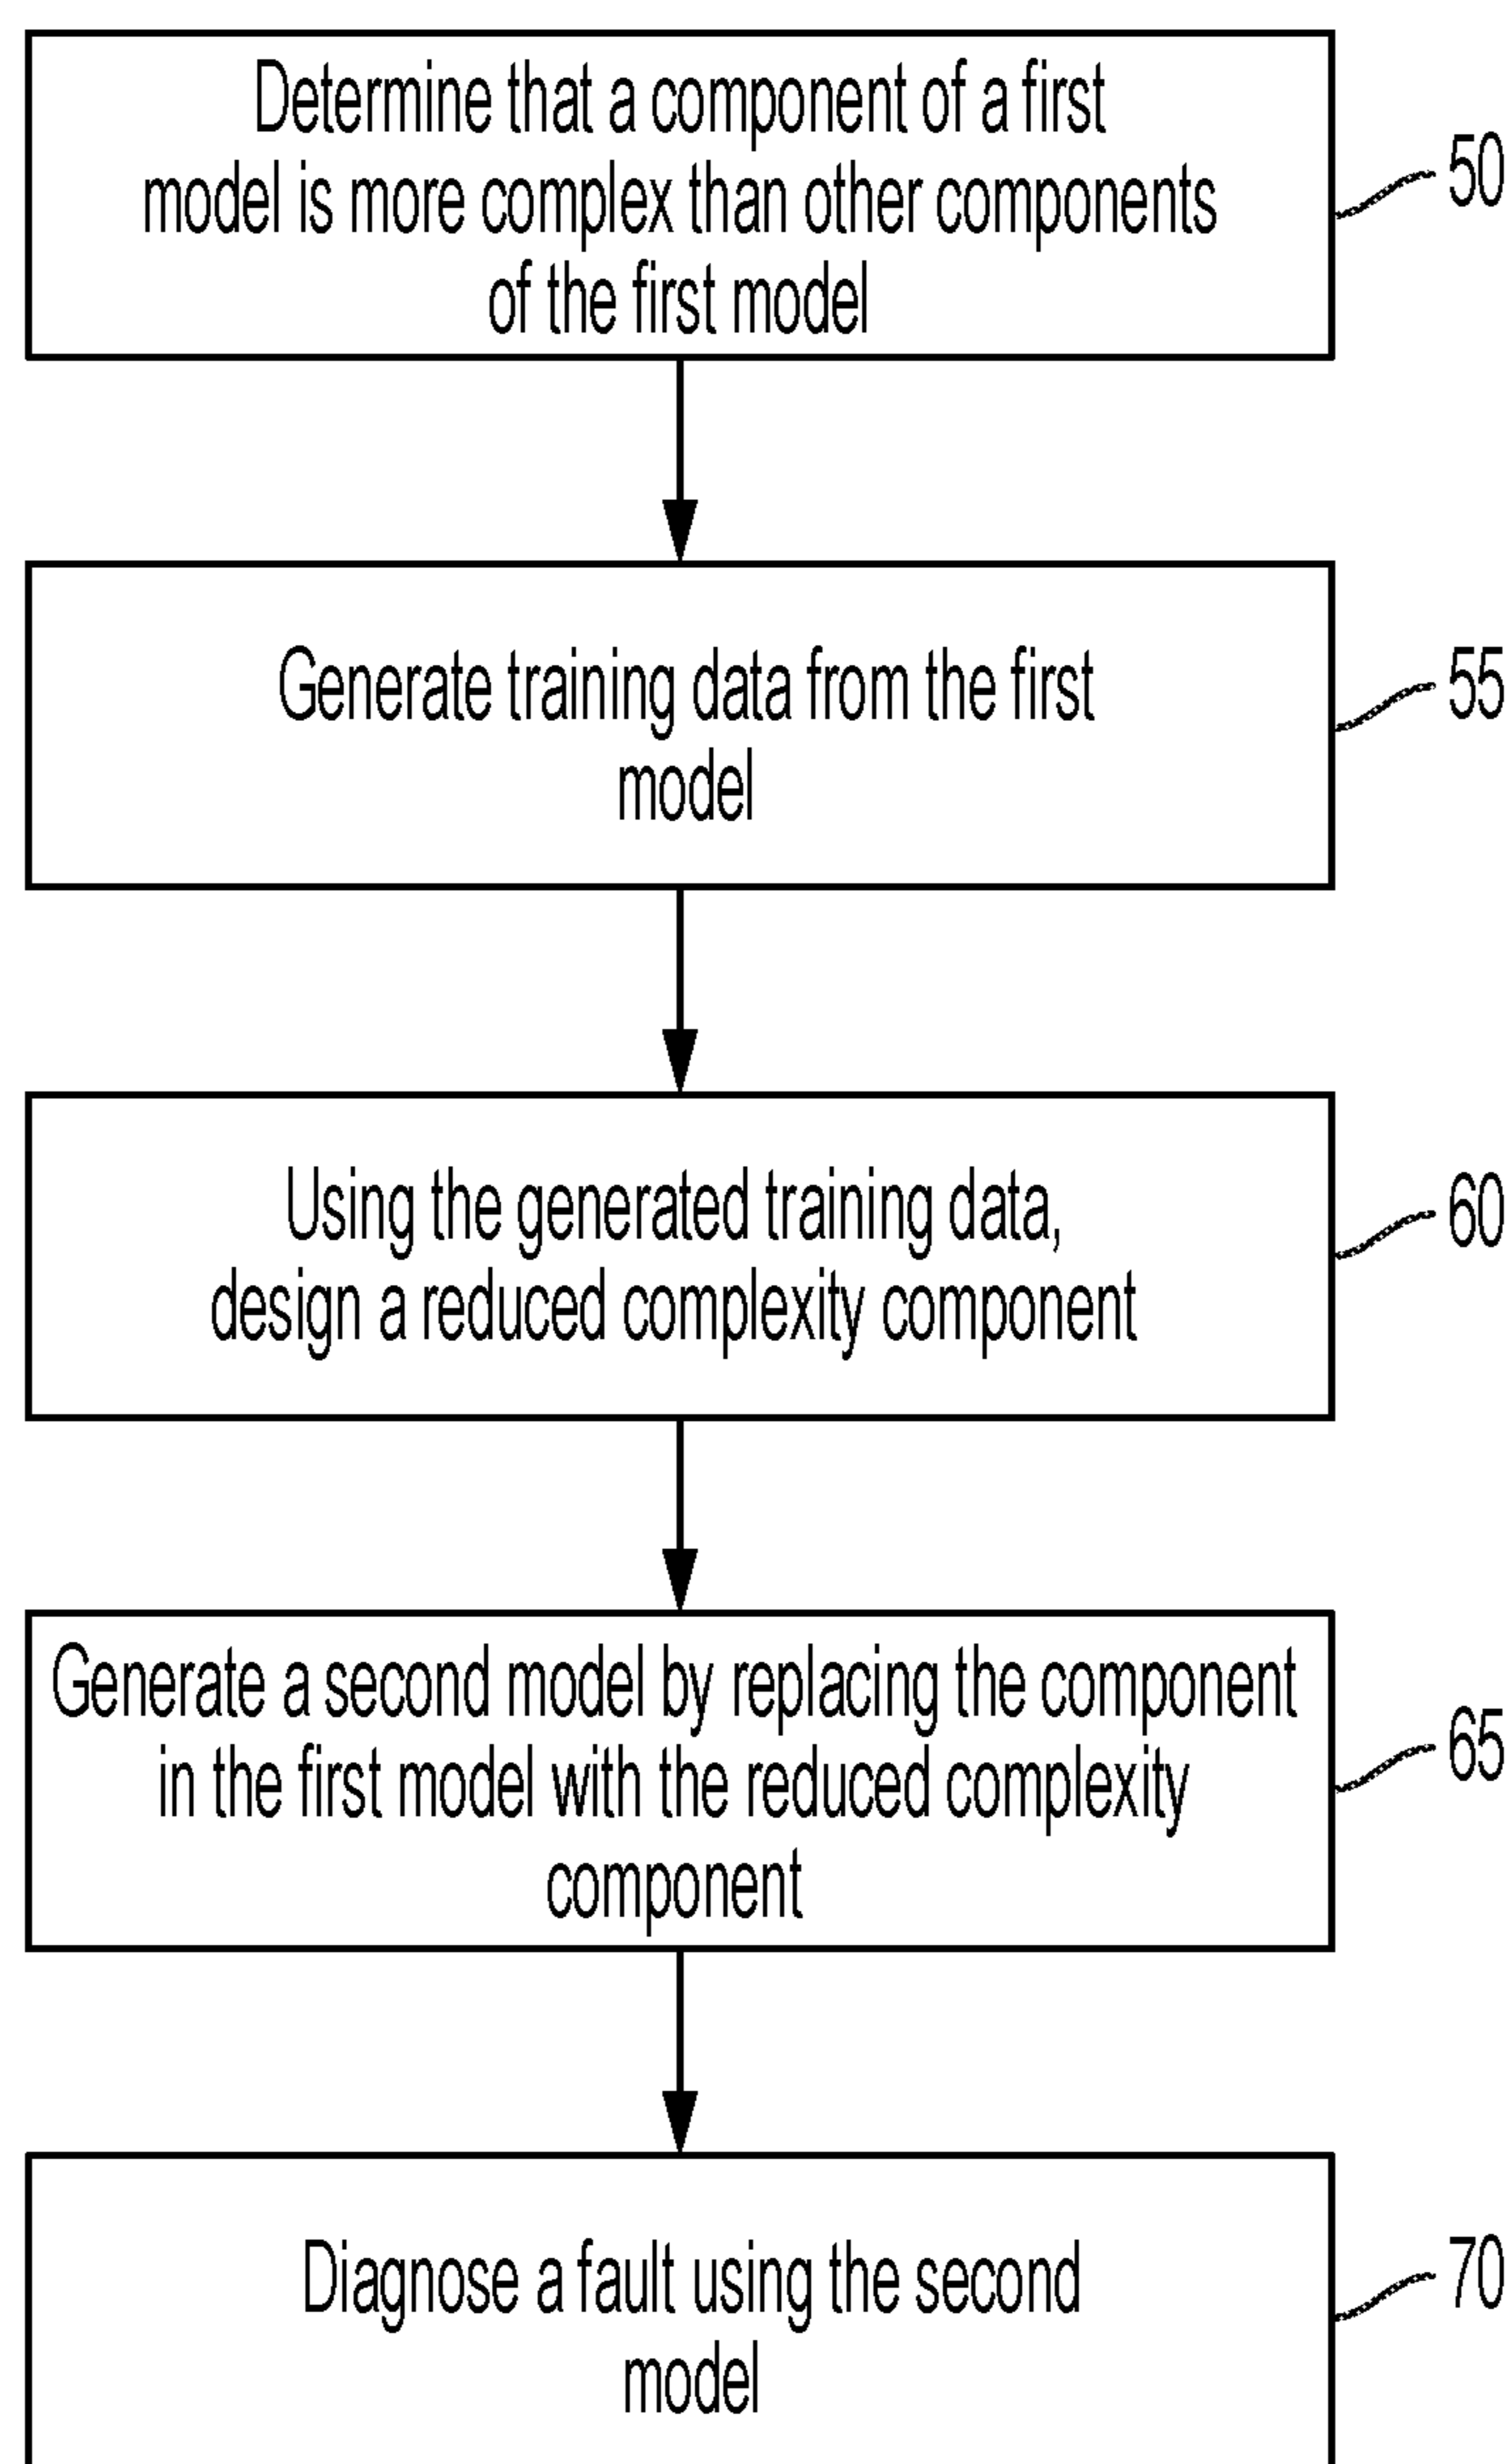 Determine that a component of a first
model is more complex than other components
of the first model
50
Generate training data from the first
model
55
Using the generated training data,
design a reduced complexity component
60
Generate a second model by replacing the component
in the first model with the reduced complexity
component
65
Diagnose a fault using the second
model
70